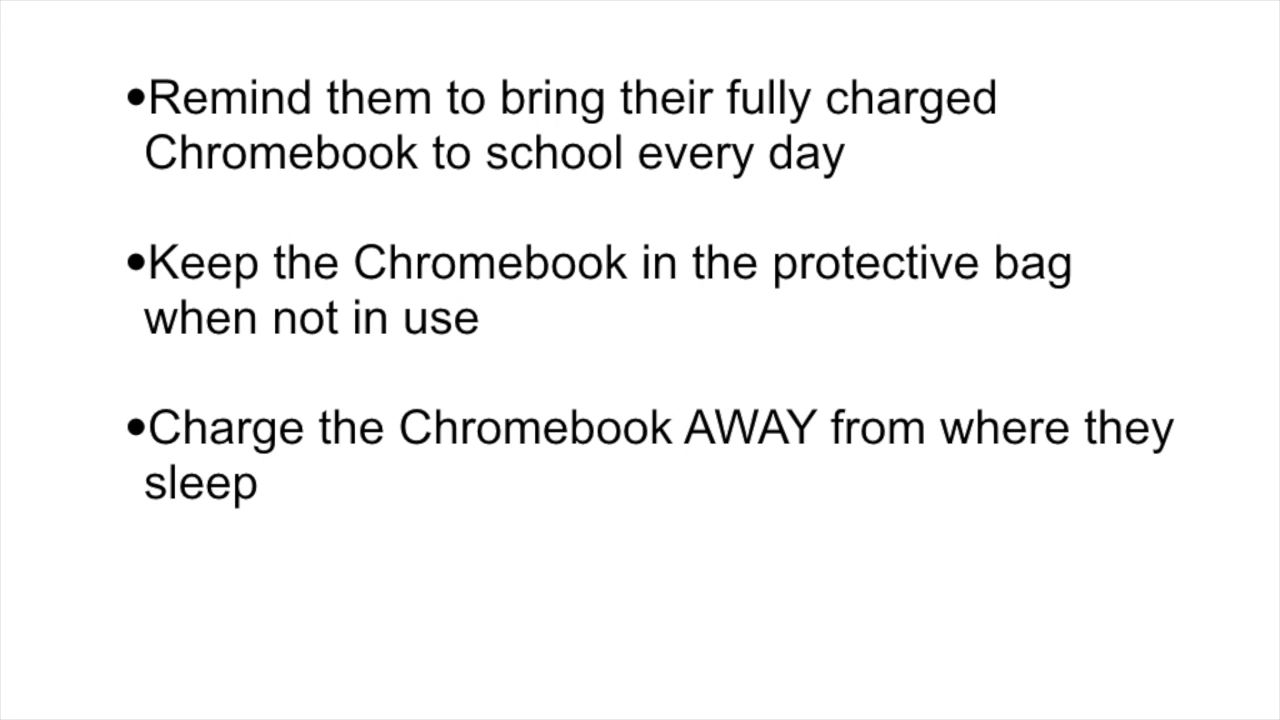 •Remind them to bring their fully charged
Chromebook to school every day
•Keep the Chromebook in the protective bag
when not in use
•Charge the Chromebook AWAY from where they
sleep